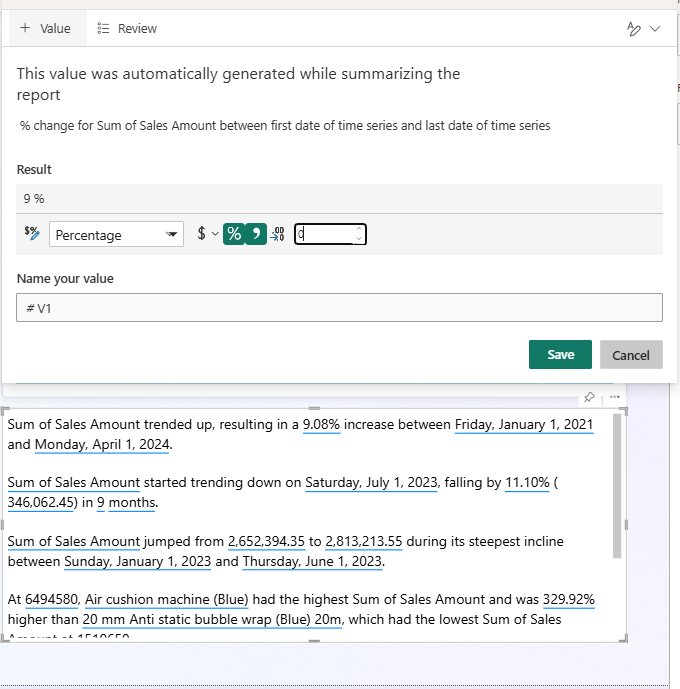 + Value Review
This value was automatically generated while summarizing the
report
% change for Sum of Sales Amount between first date of time series and last date of time series
Result
9 %
$% Percentage $ % , .00 0
Name your value
# V1
Save Cancel
Sum of Sales Amount trended up, resulting in a 9.08% increase between Friday, January 1, 2021
and Monday, April 1, 2024.
Sum of Sales Amount started trending down on Saturday, July 1, 2023, falling by 11.10% (
346,062.45) in 9 months.
Sum of Sales Amount jumped from 2,652,394.35 to 2,813,213.55 during its steepest incline
between Sunday, January 1, 2023 and Thursday, June 1, 2023.
At 6494580, Air cushion machine (Blue) had the highest Sum of Sales Amount and was 329.92%
higher than 20 mm Anti static bubble wrap (Blue) 20m, which had the lowest Sum of Sales
Amount at 1510650